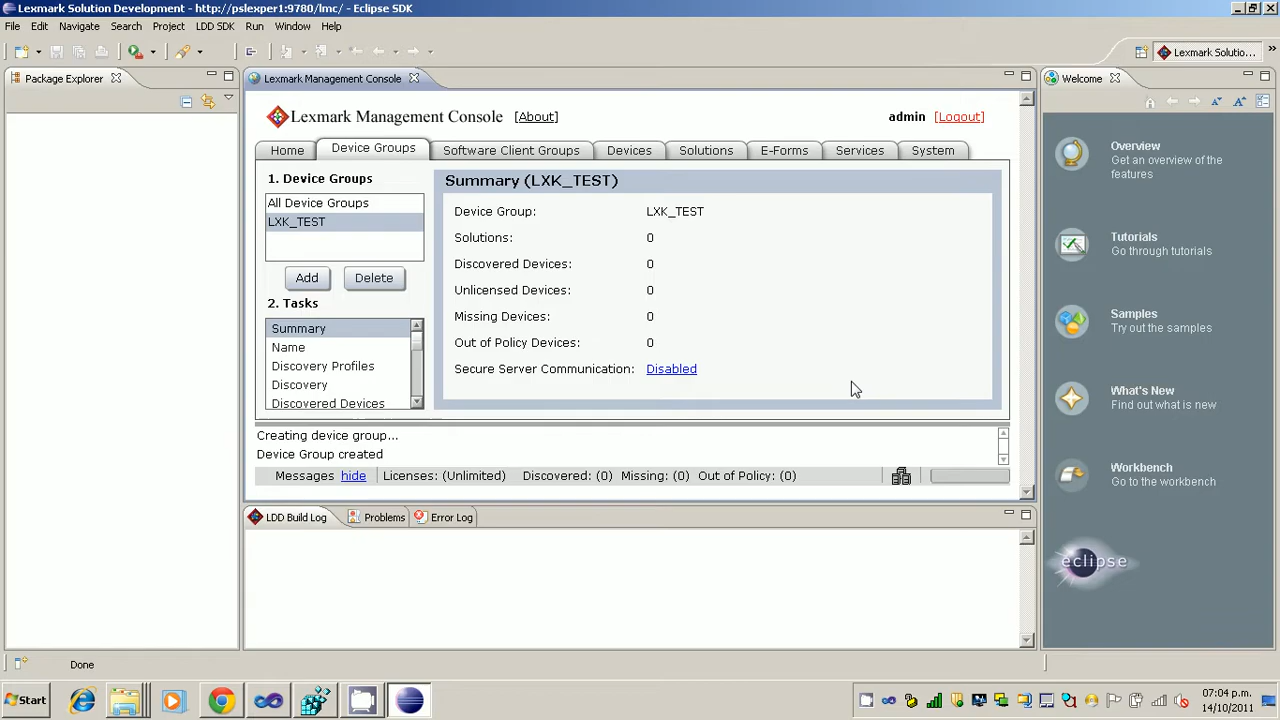 Lexmark Solution Development - http://pslexper1:9780/lmc/ - Eclipse SDK
File Edit Navigate Search Project LDD SDK Run Window Help
Lexmark Solutio...
Package Explorer
Lexmark Management Console
Welcome
Lexmark Management Console [About]
admin [Logout]
Home Device Groups Software Client Groups Devices Solutions E-Forms Services System
1. Device Groups
All Device Groups
LXK_TEST
Add Delete
2. Tasks
Summary
Name
Discovery Profiles
Discovery
Discovered Devices
Summary (LXK_TEST)
Device Group: LXK_TEST
Solutions: 0
Discovered Devices: 0
Unlicensed Devices: 0
Missing Devices: 0
Out of Policy Devices: 0
Secure Server Communication: Disabled
Creating device group...
Device Group created
Messages hide Licenses: (Unlimited) Discovered: (0) Missing: (0) Out of Policy: (0)
LDD Build Log Problems Error Log
Overview
Get an overview of the
features
Tutorials
Go through tutorials
Samples
Try out the samples
What's New
Find out what is new
Workbench
Go to the workbench
eclipse
Done
Start
07:04 p.m.
14/10/2011